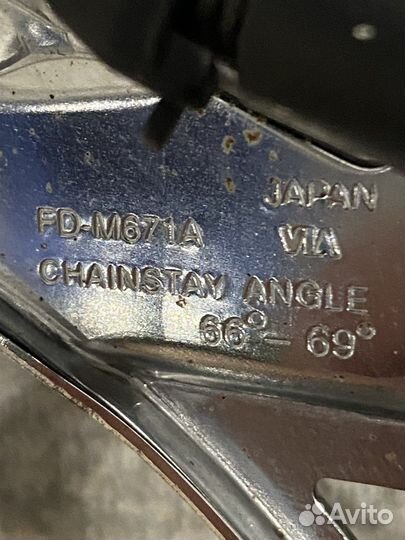 JAPAN
FD-M671A VIA
CHAINSTAY ANGLE
66°-69°
Avito